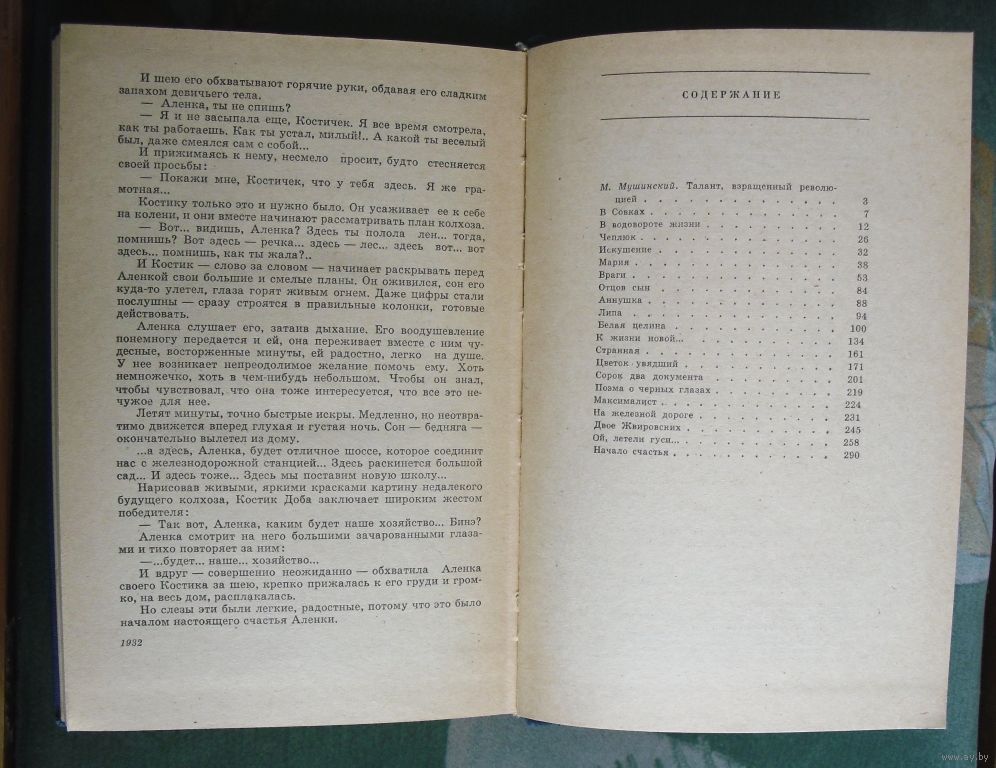 И шею его обхватывают горячие руки, обдавая его сладким
запахом девичьего тела.
— Аленка, ты не спишь?
— Я и не засыпала еще, Костичек. Я все время смотрела,
как ты работаешь. Как ты устал, милый!.. А какой ты веселый
был, даже смеялся сам с собой...
И прижимаясь к нему, несмело просит, будто стесняется
своей просьбы:
— Покажи мне, Костичек, что у тебя здесь. Я же гра-
мотная...
Костику только это и нужно было. Он усаживает ее к себе
на колени, и они вместе начинают рассматривать план колхоза.
— Вот... видишь, Аленка? Здесь ты полола лен... тогда,
помнишь? Вот здесь — речка... здесь — лес... здесь вот... вот
здесь... помнишь, как ты жала?..
И Костик — слово за словом — начинает раскрывать перед
Аленкой свои большие и смелые планы. Он оживился, сон его
куда-то улетел, глаза горят живым огнем. Даже цифры стали
послушны — сразу строятся в правильные колонки, готовые
действовать.
Аленка слушает его, затаив дыхание. Его воодушевление
понемногу передается и ей, она переживает вместе с ним чу-
десные, восторженные минуты, ей радостно, легко на душе.
У нее возникает непреодолимое желание помочь ему. Хоть
немножечко, хоть в чем-нибудь небольшом. Чтобы он знал,
чтобы чувствовал, что она тоже интересуется, что все это не-
чужое для нее.
Летят минуты, точно быстрые искры. Медленно, но неотвра-
тимо движется вперед глухая и густая ночь. Сон — бедняга —
окончательно вылетел из дому.
...а здесь, Аленка, будет отличное шоссе, которое соединит
нас с железнодорожной станцией... Здесь раскинется большой
сад... И здесь тоже... Здесь мы поставим новую школу...
Нарисовав живыми, яркими красками картину недалекого
будущего колхоза, Костик Доба заключает широким жестом
победителя:
— Так вот, Аленка, каким будет наше хозяйство... Бинэ?
Аленка смотрит на него большими зачарованными глаза-
ми и тихо повторяет за ним:
—...будет... наше... хозяйство...
И вдруг — совершенно неожиданно — обхватила Аленка
своего Костика за шею, крепко прижалась к его груди и гром-
ко, на весь дом, расплакалась.
Но слезы эти были легкие, радостные, потому что это было
началом настоящего счастья Аленки.
1932
СОДЕРЖАНИЕ
М. Мушинский. Талант, взращенный револю-
цией . . . . . . . . . . . . . 3
В Совках . . . . . . . . . . . . 7
В водовороте жизни . . . . . . . . 12
Чеплюк . . . . . . . . . . . . 26
Искушение . . . . . . . . . . . 32
Мария . . . . . . . . . . . . . 38
Враги . . . . . . . . . . . . . 53
Отцов сын . . . . . . . . . . . 84
Аннушка . . . . . . . . . . . . 88
Липа . . . . . . . . . . . . . 94
Белая целина . . . . . . . . . . 100
К жизни новой... . . . . . . . . . 134
Странная . . . . . . . . . . . 161
Цветок увядший . . . . . . . . . 171
Сорок два документа . . . . . . . 201
Поэма о черных глазах . . . . . . . 219
Максималист . . . . . . . . . . 224
На железной дороге . . . . . . . . 231
Двое Жвировских . . . . . . . . . 245
Ой, летели гуси... . . . . . . . . . 258
Начало счастья . . . . . . . . . . 290
www.ay.by